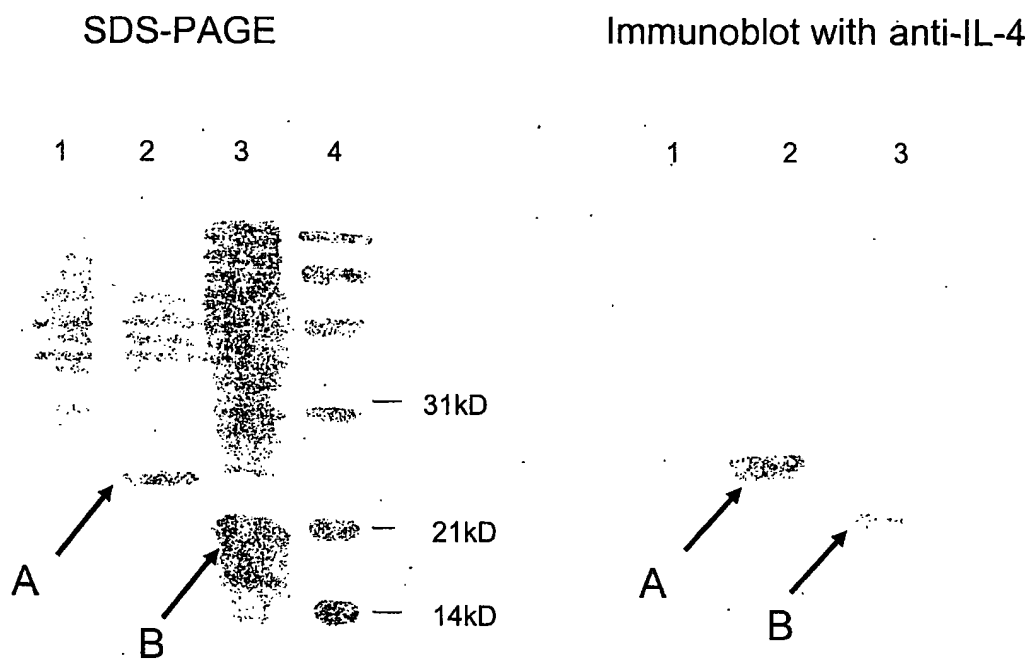 SDS-PAGE
Immunoblot with anti-IL-4
1 2 3 4
1 2 3
31kD
21kD
14kD
A
B
A
B